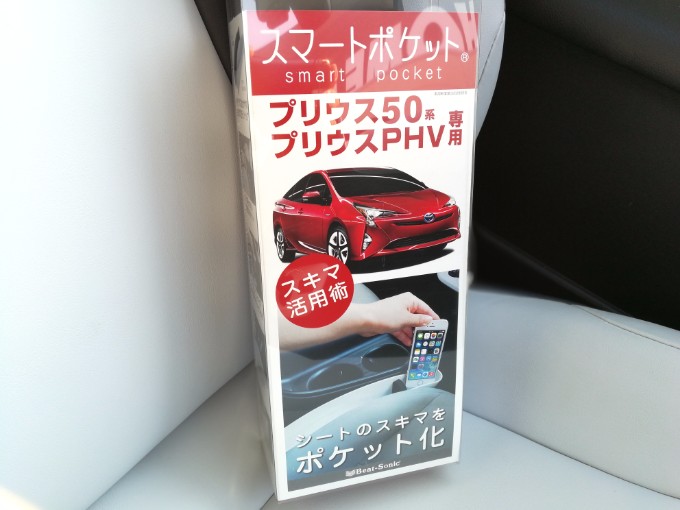 スマートポケット®
smart pocket
プリウス50系
プリウスPHV専用
スキマ
活用術
シートのスキマを
ポケット化
Beat-Sonic